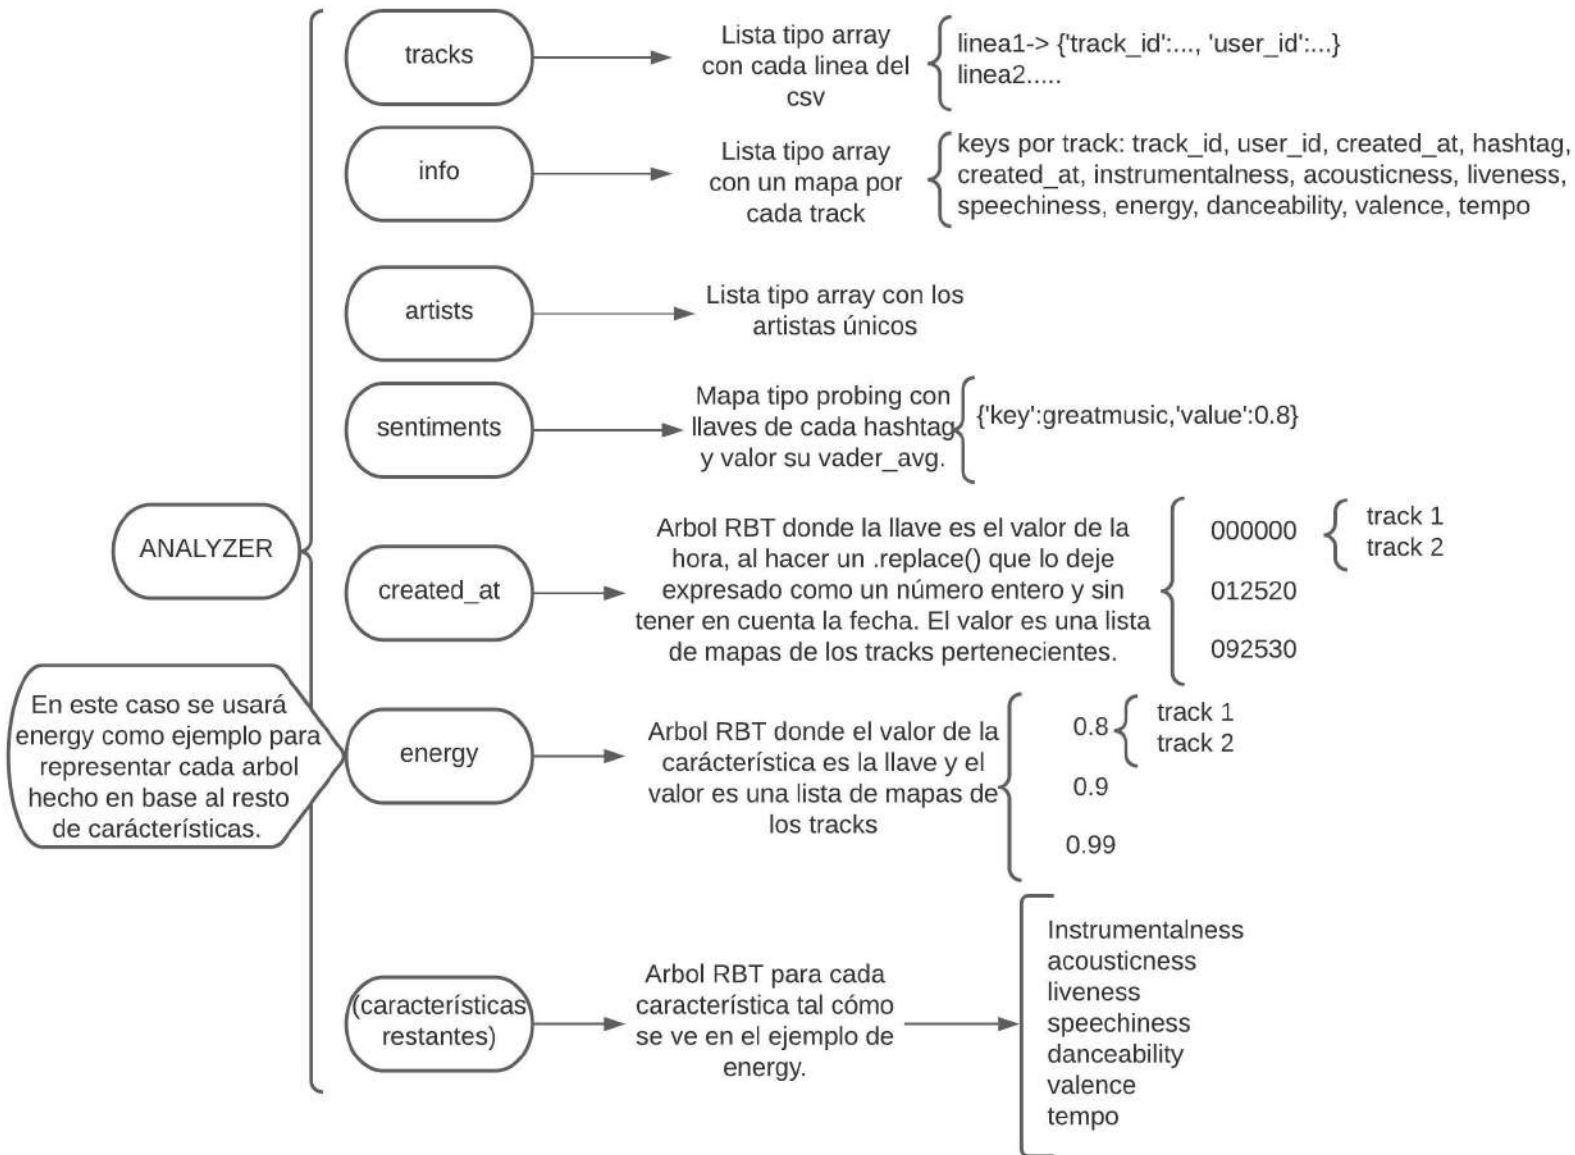 ANALYZER
En este caso se usará
energy como ejemplo para
representar cada arbol
hecho en base al resto
de carácterísticas.
tracks
Lista tipo array
con cada linea del
csv
linea1-> {'track_id':..., 'user_id':...}
linea2.....
info
Lista tipo array
con un mapa por
cada track
keys por track: track_id, user_id, created_at, hashtag,
created_at, instrumentalness, acousticness, liveness,
speechiness, energy, danceability, valence, tempo
artists
Lista tipo array con los
artistas únicos
sentiments
Mapa tipo probing con
llaves de cada hashtag
y valor su vader_avg.
{'key':greatmusic,'value':0.8}
created_at
Arbol RBT donde la llave es el valor de la
hora, al hacer un .replace() que lo deje
expresado como un número entero y sin
tener en cuenta la fecha. El valor es una lista
de mapas de los tracks pertenecientes.
000000
track 1
track 2
012520
092530
energy
Arbol RBT donde el valor de la
carácterística es la llave y el
valor es una lista de mapas de
los tracks
0.8
track 1
track 2
0.9
0.99
(características
restantes)
Arbol RBT para cada
característica tal cómo
se ve en el ejemplo de
energy.
Instrumentalness
acousticness
liveness
speechiness
danceability
valence
tempo